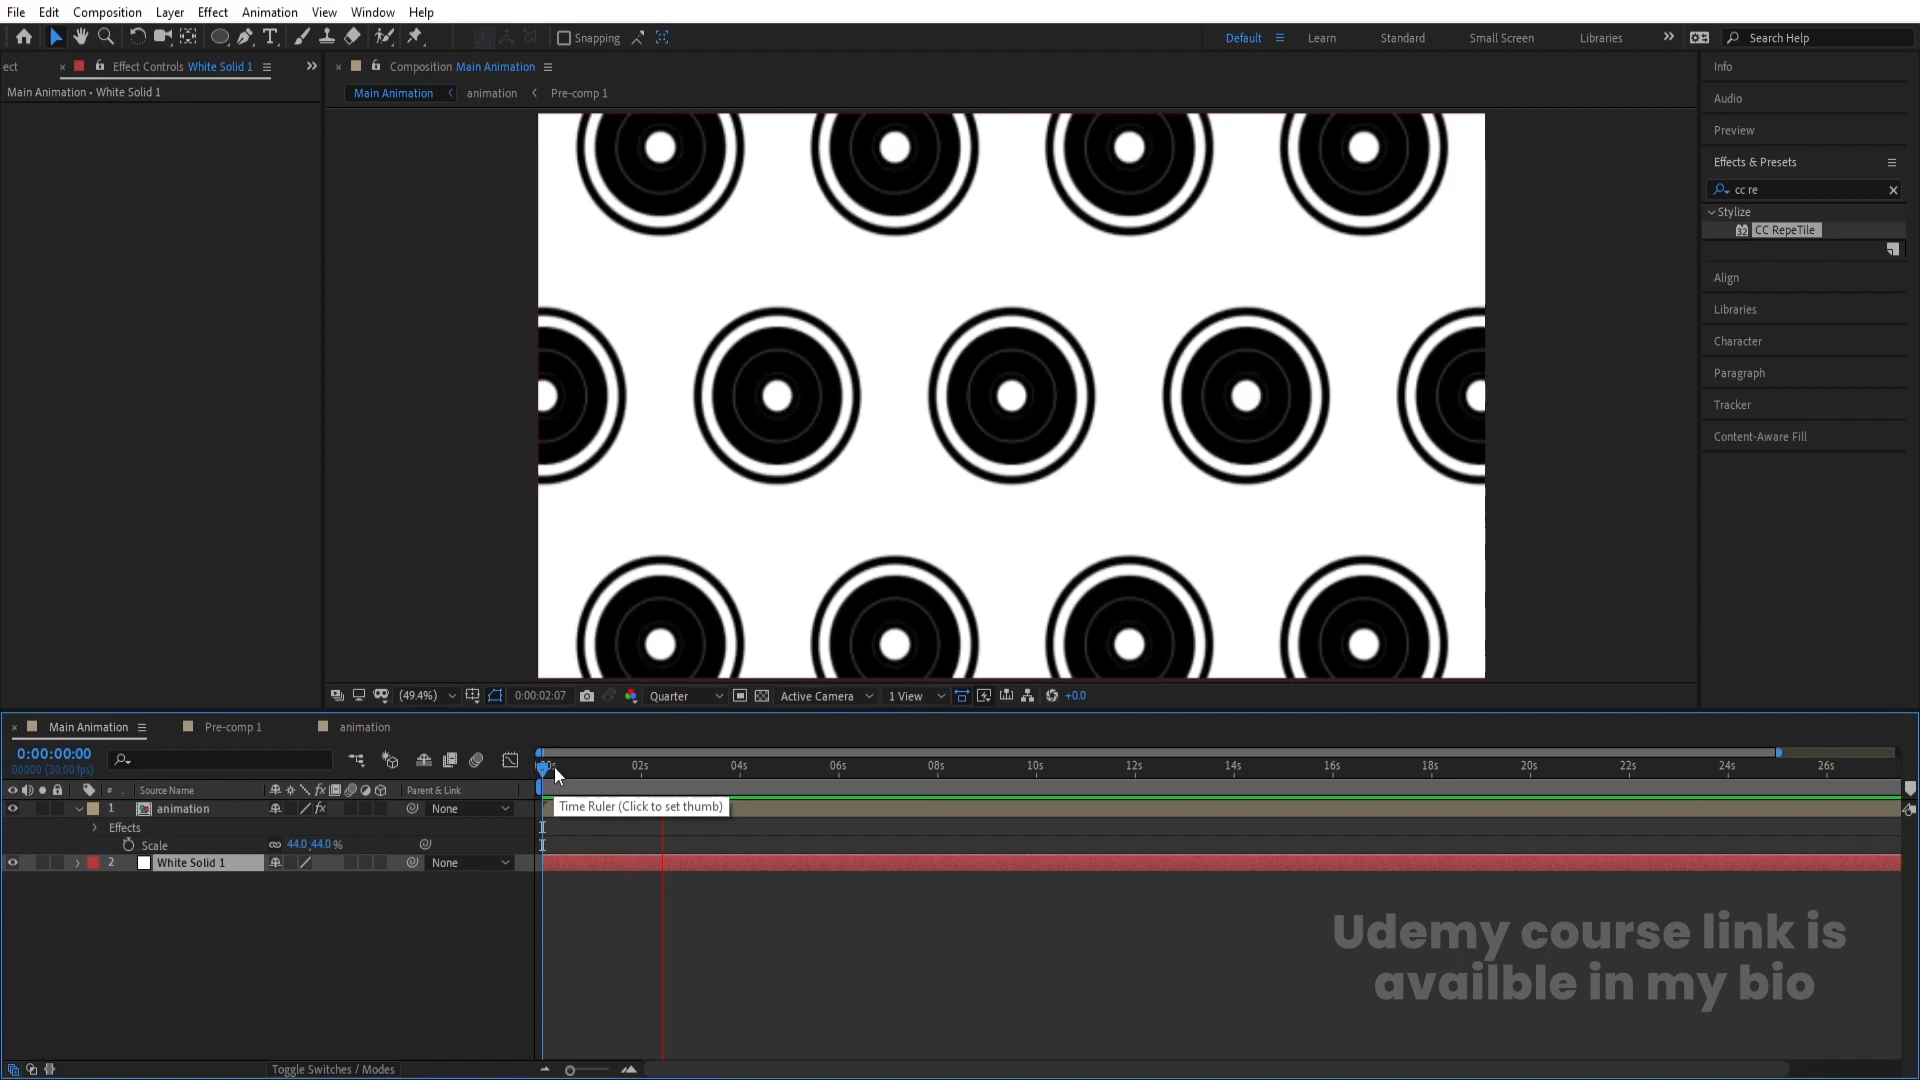 File Edit Composition Layer Effect Animation View Window Help
Snapping
Default Learn Standard Small Screen Libraries Search Help
ect Effect Controls White Solid 1
Composition Main Animation
Main Animation • White Solid 1
Main Animation animation Pre-comp 1
Info
Audio
Preview
Effects & Presets
cc re
Stylize
32 CC RepeTile
Align
Libraries
Character
Paragraph
Tracker
Content-Aware Fill
(49.4%) 0:00:02:07 Quarter Active Camera 1 View +0.0
Main Animation Pre-comp 1 animation
0:00:00:00
00000 (30.00 fps)
02s 04s 06s 08s 10s 12s 14s 16s 18s 20s 22s 24s 26s
# Source Name fx Parent & Link
1 animation fx None
Time Ruler (Click to set thumb)
Effects
Scale 44.0,44.0 %
2 White Solid 1 None
Udemy course link is
availble in my bio
Toggle Switches / Modes